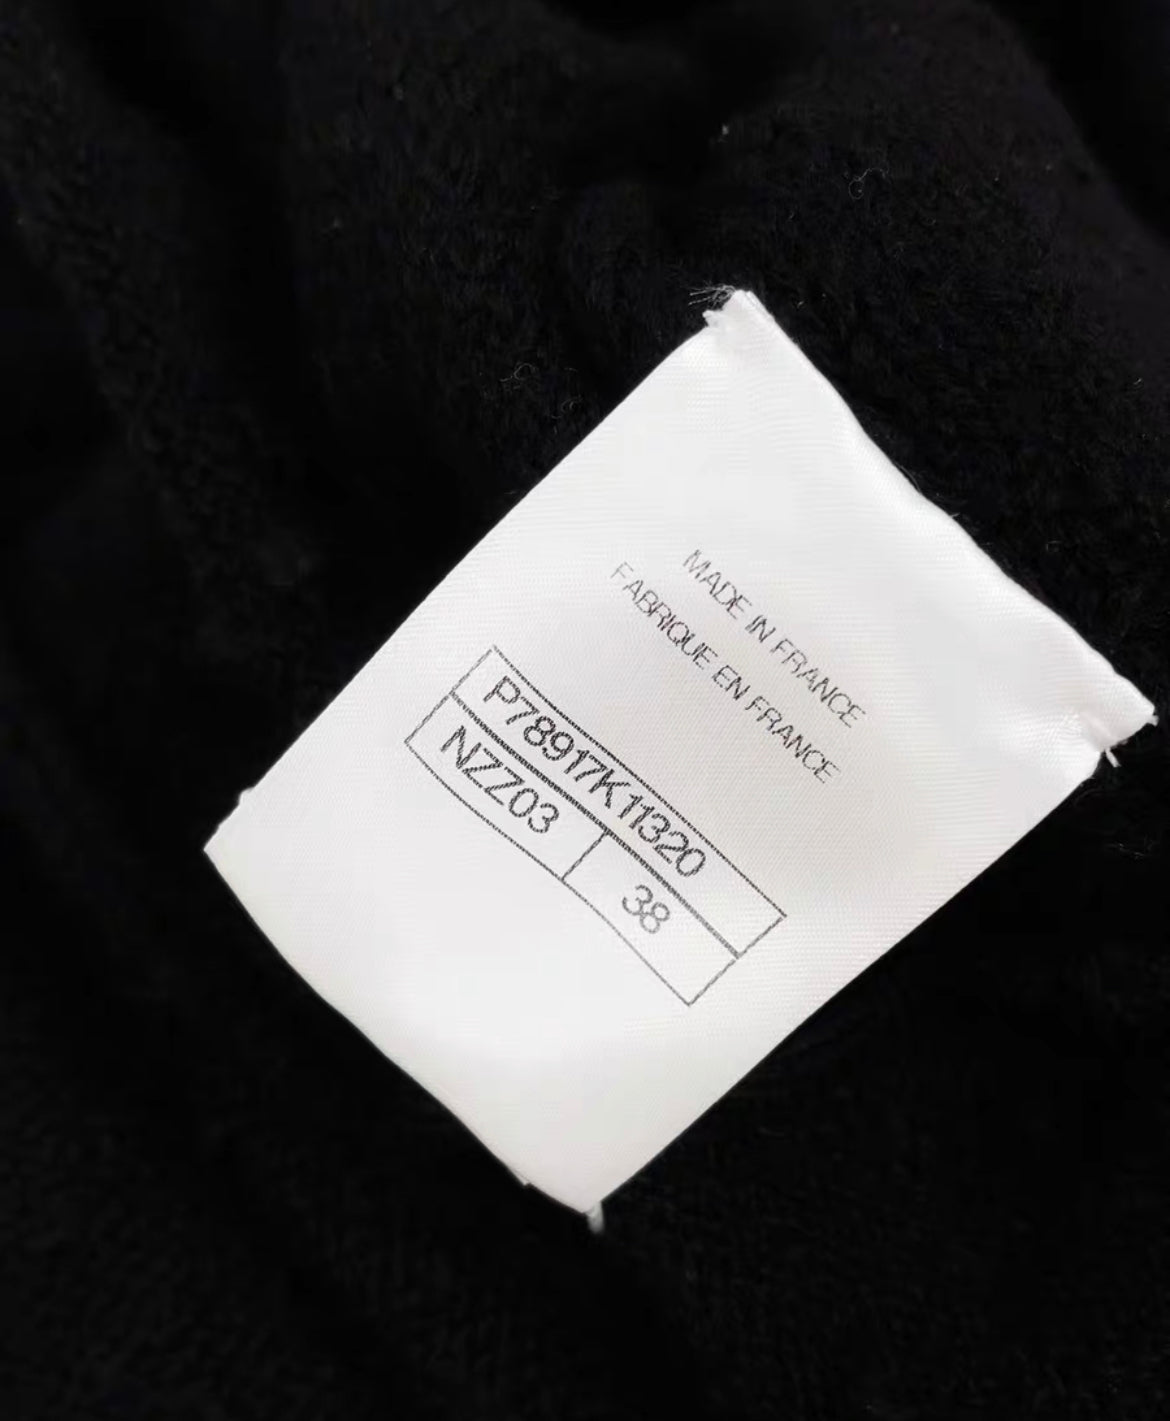 MADE IN FRANCE
FABRIQUE EN FRANCE
P78917K11320
NZZ03
38